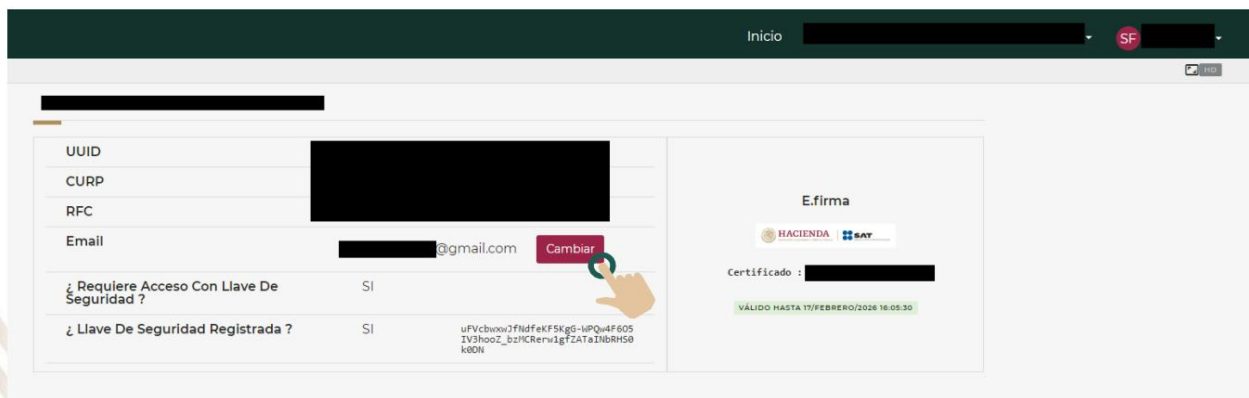 Inicio
SF
HD
UUID
CURP
RFC
Email
@gmail.com
Cambiar
¿ Requiere Acceso Con Llave De
Seguridad ?
SI
¿ Llave De Seguridad Registrada ?
SI
uFVcbwxwJfNdfeKF5KgG-WPQw4F6O5
IV3hooZ_bzMCRerw1gfZATaINbRHS0
k0DN
E.firma
HACIENDA
SAT
Certificado :
VÁLIDO HASTA 17/FEBRERO/2026 16:05:30